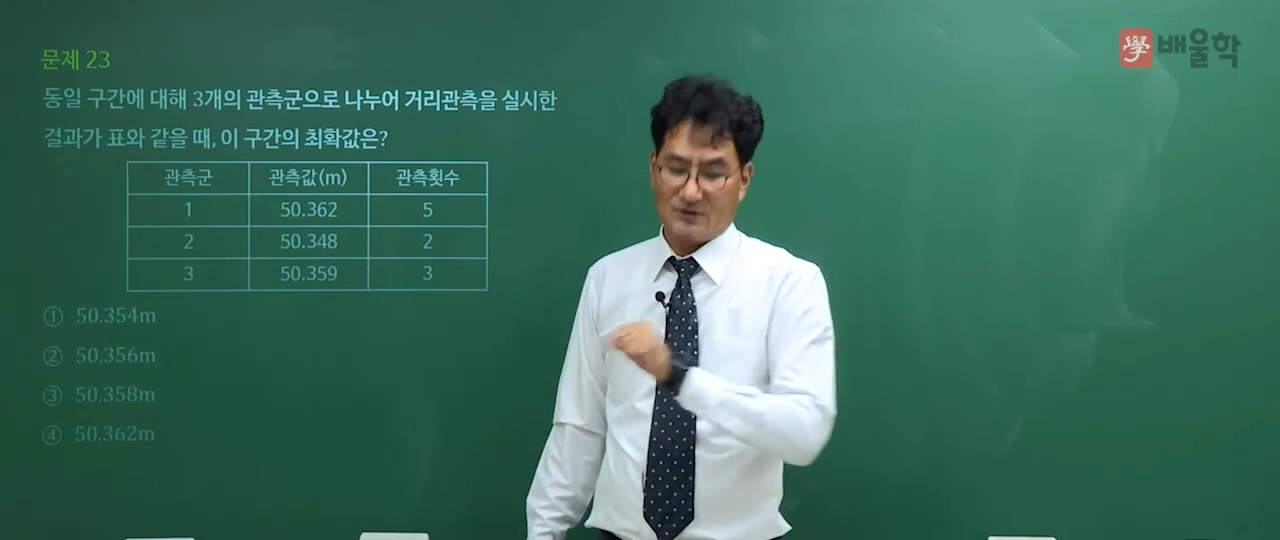 學 배울학
문제 23
동일 구간에 대해 3개의 관측군으로 나누어 거리관측을 실시한
결과가 표와 같을 때, 이 구간의 최확값은?
관측군 관측값(m) 관측횟수
1 50.362 5
2 50.348 2
3 50.359 3
① 50.354m
② 50.356m
③ 50.358m
④ 50.362m